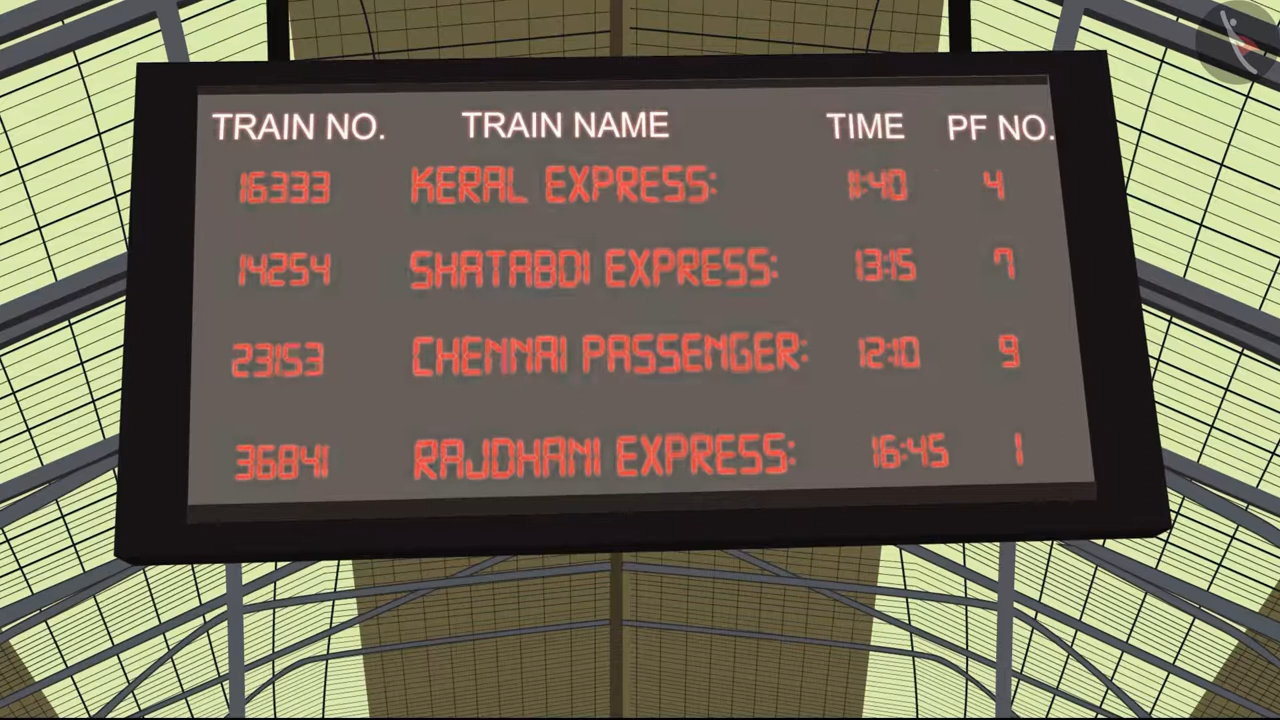 TRAIN NO. TRAIN NAME TIME PF NO.
16333 KERAL EXPRESS: 11:40 4
14254 SHATABDI EXPRESS: 13:15 7
23153 CHENNAI PASSENGER: 12:10 9
36841 RAJDHANI EXPRESS: 16:45 1